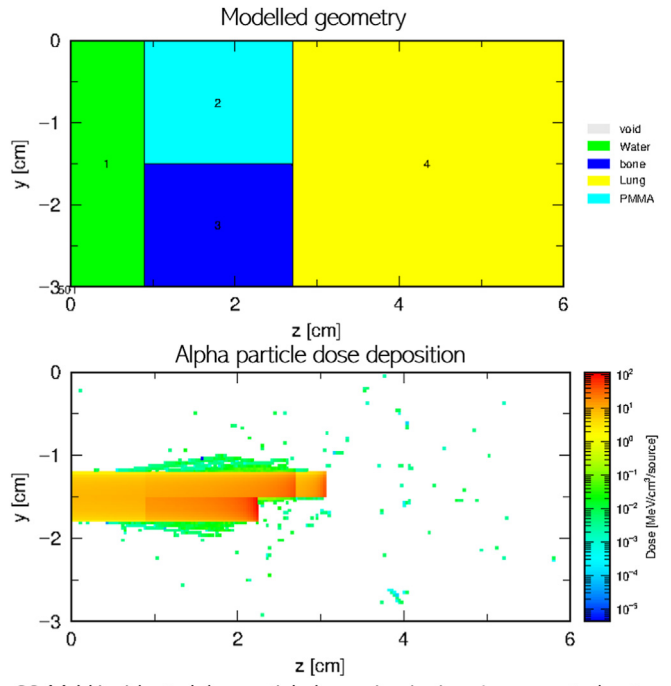 Modelled geometry
0
-1
-2
-3
y [cm]
1
2
3
4
0
2
4
6
z [cm]
void
Water
bone
Lung
PMMA
Alpha particle dose deposition
0
-1
-2
-3
y [cm]
0
2
4
6
z [cm]
10²
10¹
10⁰
10⁻¹
10⁻²
10⁻³
10⁻⁴
10⁻⁵
Dose [MeV/cm³/source]